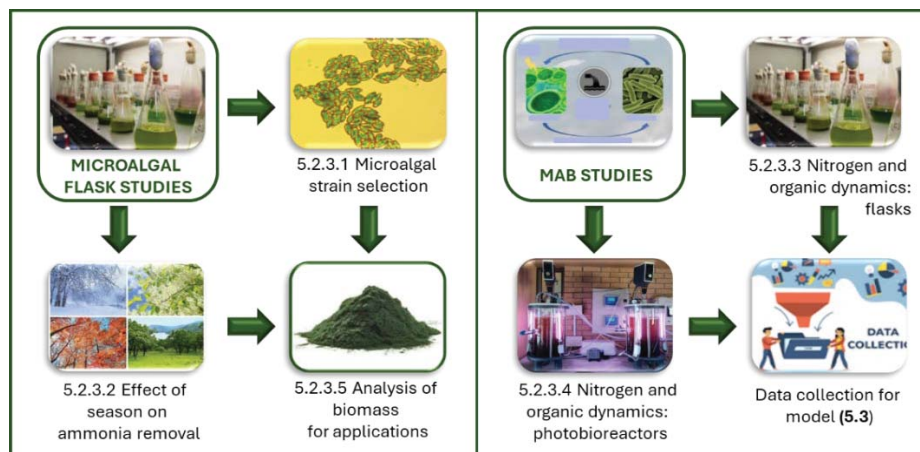 MICROALGAL
FLASK STUDIES
5.2.3.1 Microalgal
strain selection
5.2.3.2 Effect of
season on
ammonia removal
5.2.3.5 Analysis of
biomass
for applications
MAB STUDIES
5.2.3.3 Nitrogen and
organic dynamics:
flasks
5.2.3.4 Nitrogen and
organic dynamics:
photobioreactors
DATA
COLLECTION
Data collection for
model (5.3)